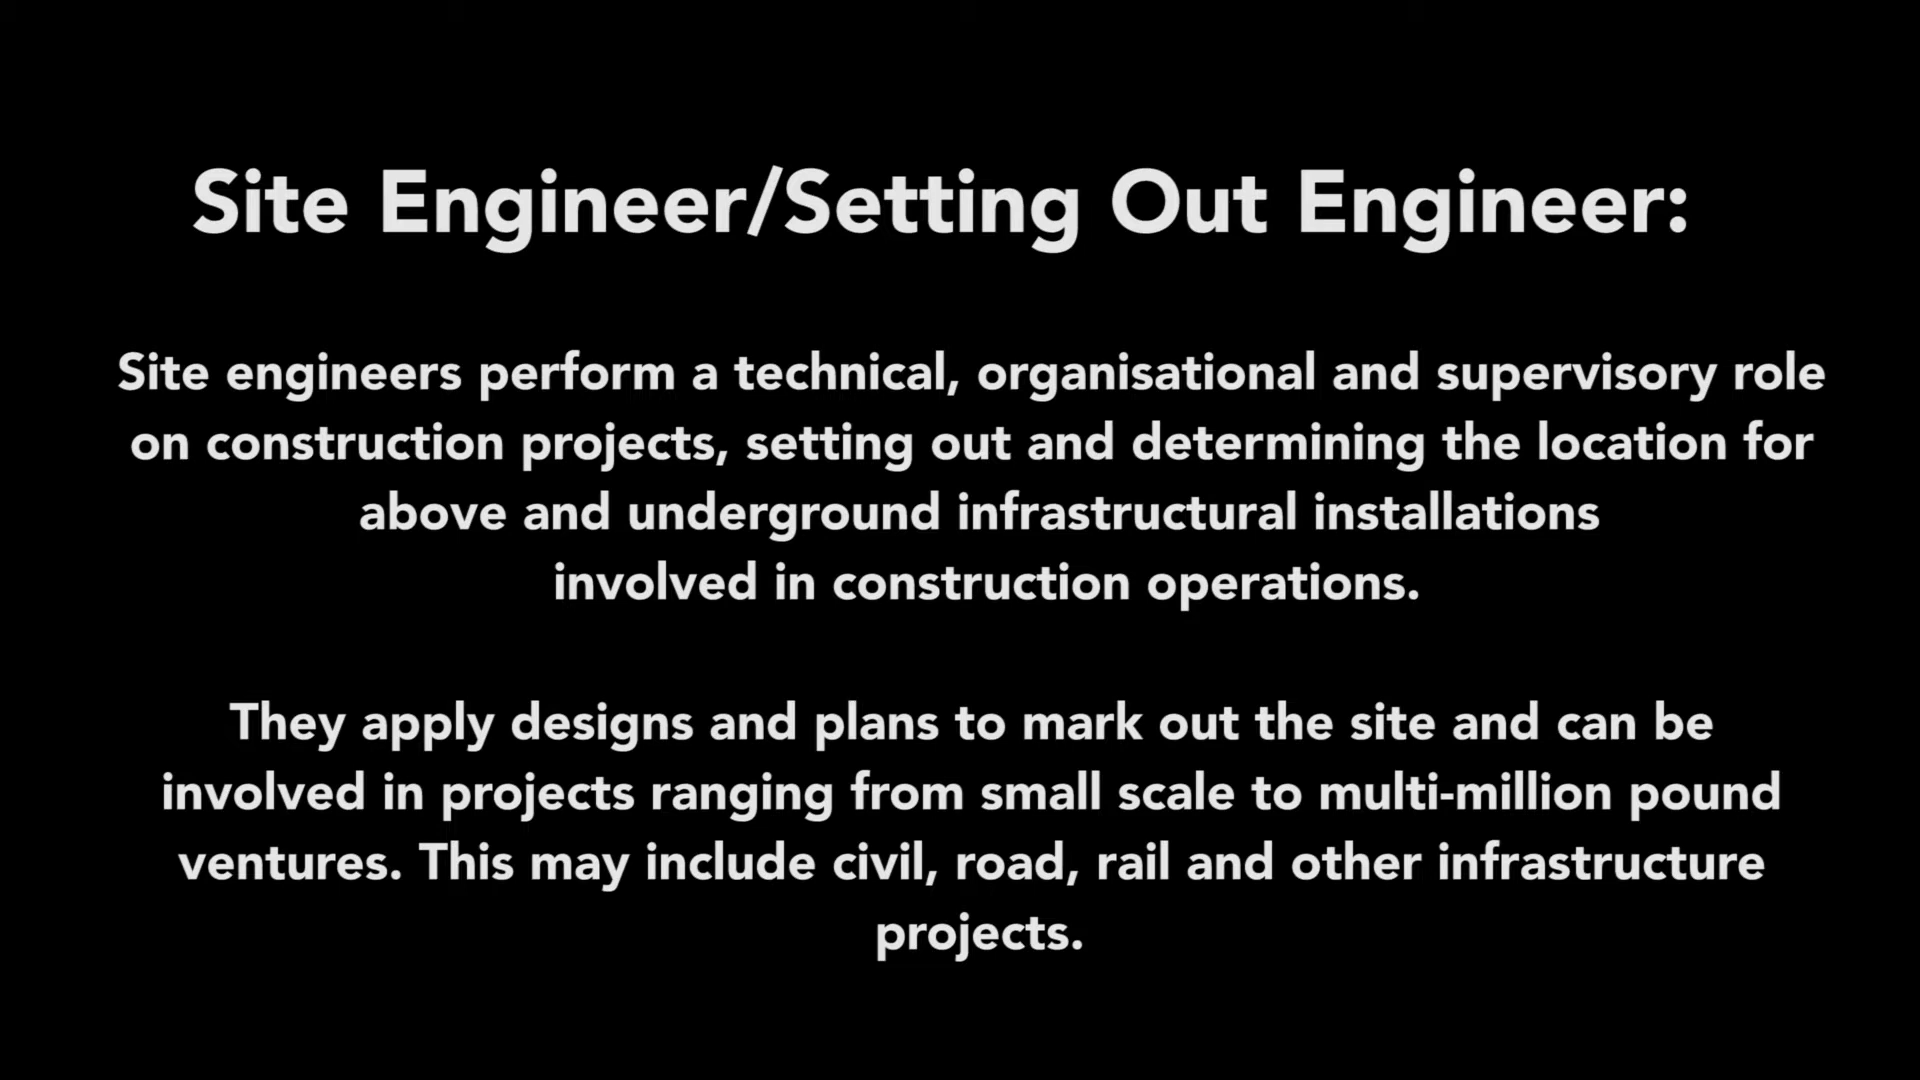 Site Engineer/Setting Out Engineer:
Site engineers perform a technical, organisational and supervisory role
on construction projects, setting out and determining the location for
above and underground infrastructural installations
involved in construction operations.
They apply designs and plans to mark out the site and can be
involved in projects ranging from small scale to multi-million pound
ventures. This may include civil, road, rail and other infrastructure
projects.